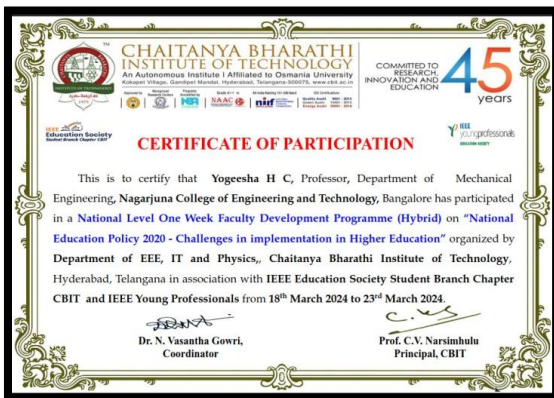 CHAITANYA BHARATHI
INSTITUTE OF TECHNOLOGY
An Autonomous Institute | Affiliated to Osmania University
Kokapet Village, Gandipet Mandal, Hyderabad, Telangana-500075, www.cbit.ac.in
COMMITTED TO
RESEARCH,
INNOVATION AND
EDUCATION
45
years
NBA
NAAC
nirf
IEEE
Education Society
Student Branch Chapter CBIT
IEEE
youngprofessionals
EDUCATION SOCIETY
CERTIFICATE OF PARTICIPATION
This is to certify that Yogeesha H C, Professor, Department of Mechanical
Engineering, Nagarjuna College of Engineering and Technology, Bangalore has participated
in a National Level One Week Faculty Development Programme (Hybrid) on “National
Education Policy 2020 - Challenges in implementation in Higher Education” organized by
Department of EEE, IT and Physics,, Chaitanya Bharathi Institute of Technology,
Hyderabad, Telangana in association with IEEE Education Society Student Branch Chapter
CBIT and IEEE Young Professionals from 18th March 2024 to 23rd March 2024.
Dr. N. Vasantha Gowri,
Coordinator
Prof. C.V. Narsimhulu
Principal, CBIT